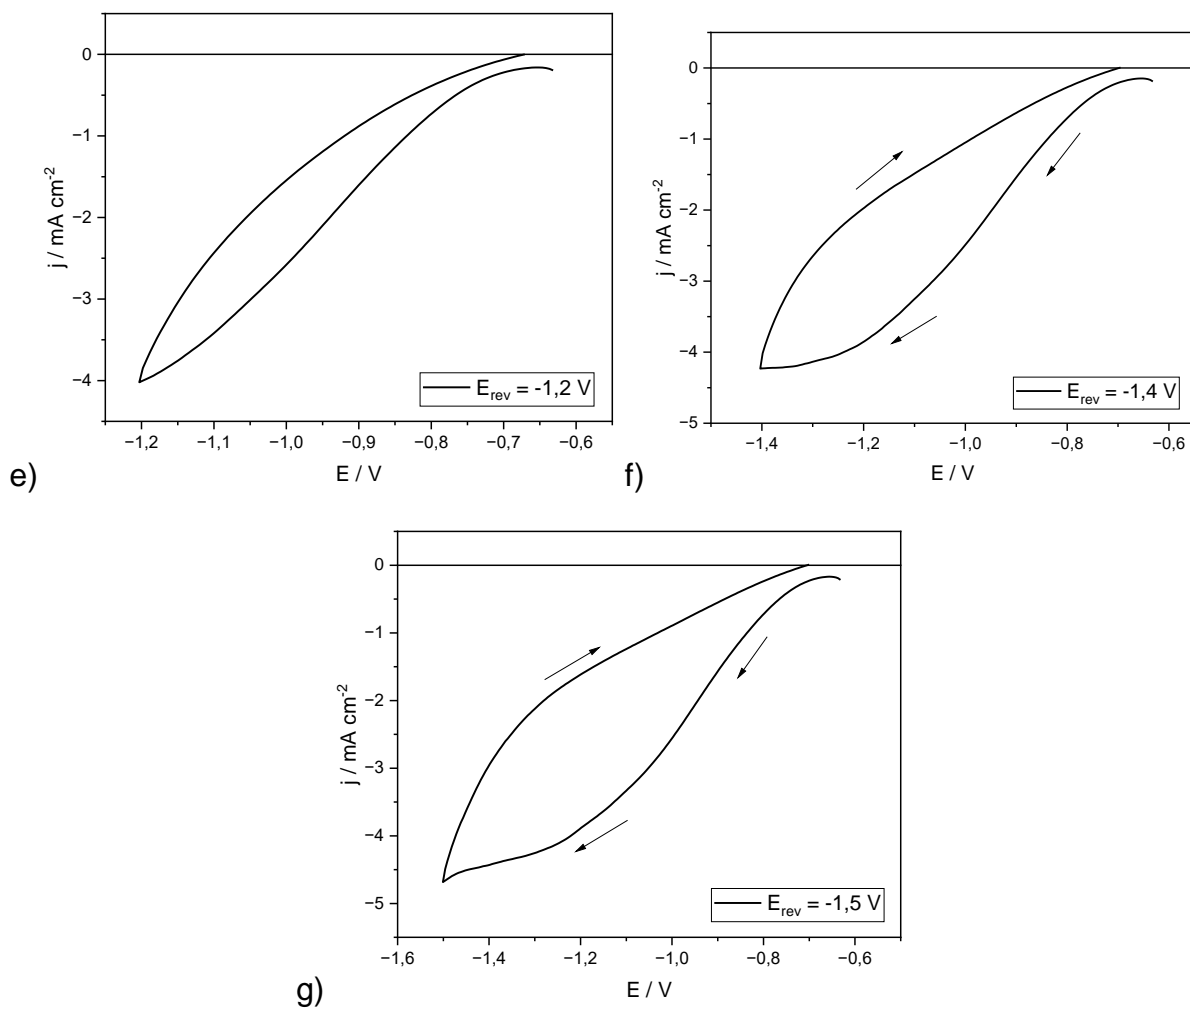 0
−1
−2
−3
−4
j / mA cm-2
E_rev = -1,2 V
−1,2 −1,1 −1,0 −0,9 −0,8 −0,7 −0,6
E / V
e)
0
−1
−2
−3
−4
−5
j / mA cm-2
E_rev = -1,4 V
−1,4 −1,2 −1,0 −0,8 −0,6
E / V
f)
0
−1
−2
−3
−4
−5
j / mA cm-2
E_rev = -1,5 V
−1,6 −1,4 −1,2 −1,0 −0,8 −0,6
E / V
g)